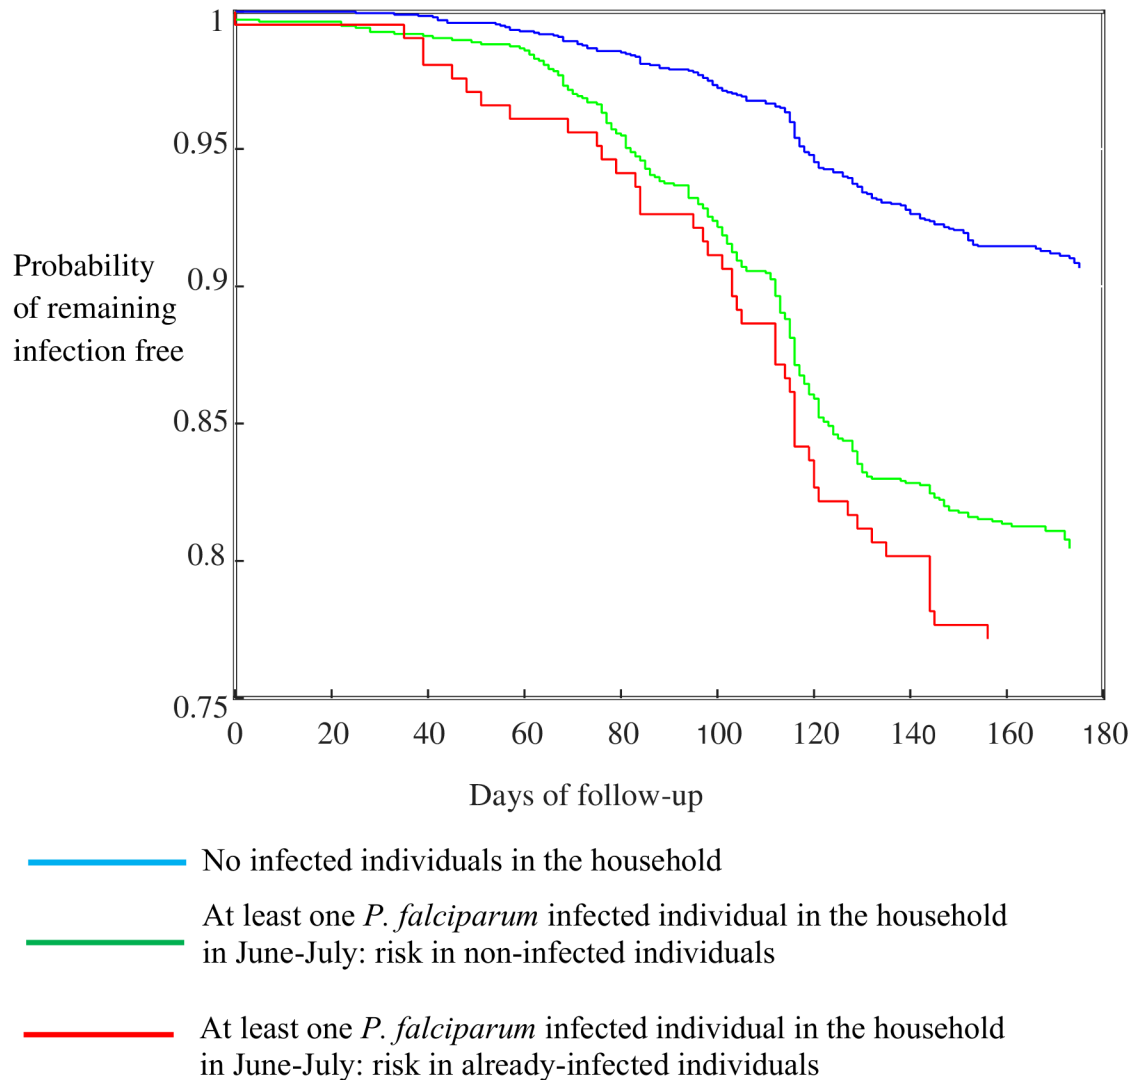 1
0.95
0.9
0.85
0.8
0.75
Probability
of remaining
infection free
0 20 40 60 80 100 120 140 160 180
Days of follow-up
No infected individuals in the household
At least one P. falciparum infected individual in the household
in June-July: risk in non-infected individuals
At least one P. falciparum infected individual in the household
in June-July: risk in already-infected individuals